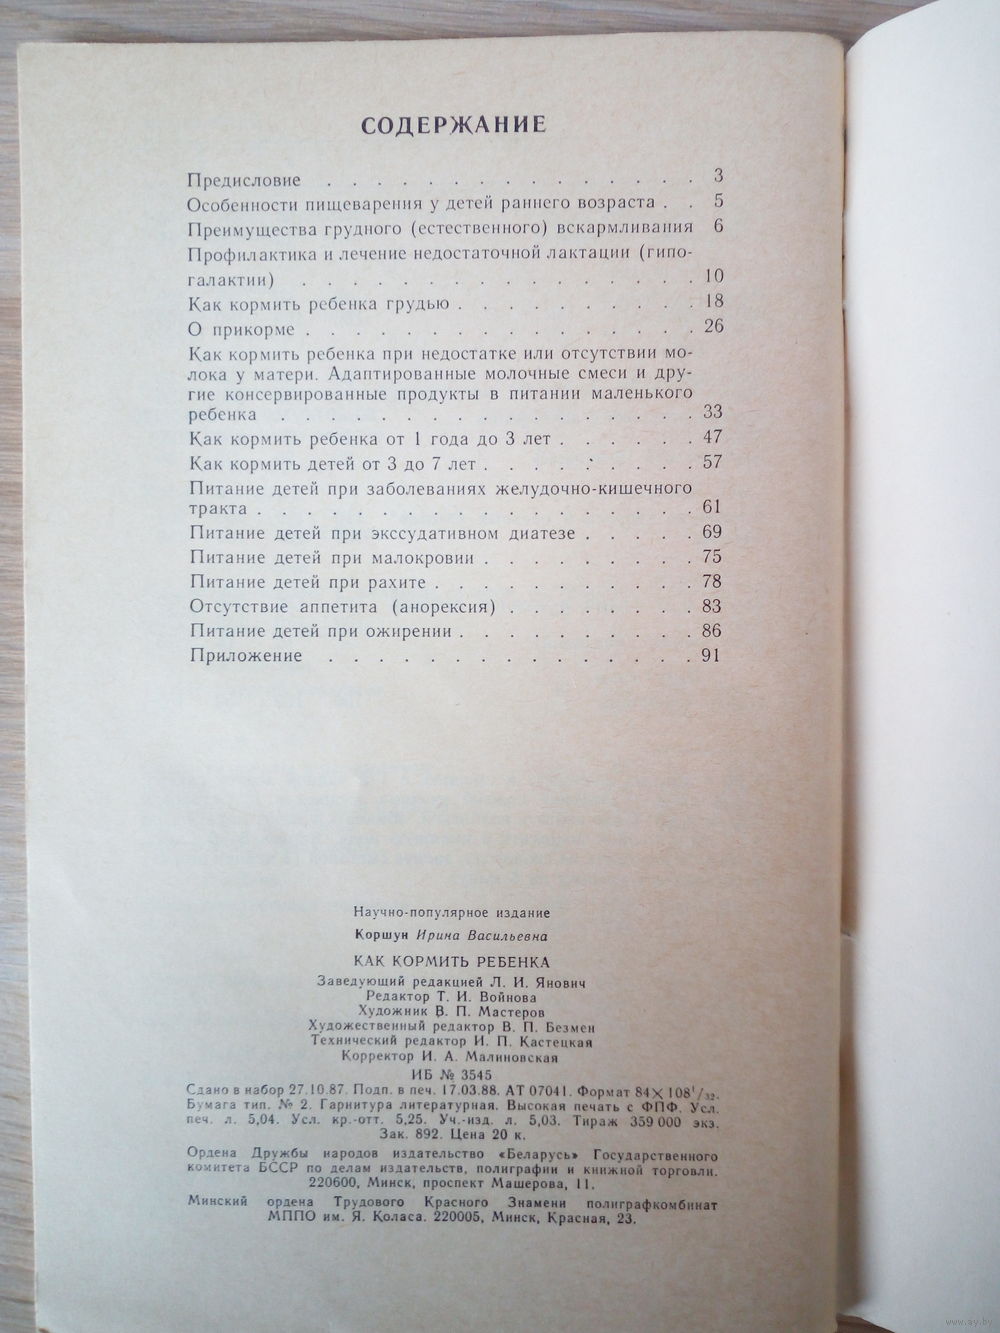 СОДЕРЖАНИЕ
Предисловие . . . . . . . . . . . . . . . 3
Особенности пищеварения у детей раннего возраста . . 5
Преимущества грудного (естественного) вскармливания 6
Профилактика и лечение недостаточной лактации (гипо-
галактии) . . . . . . . . . . . . . . . . 10
Как кормить ребенка грудью . . . . . . . . . . 18
О прикорме . . . . . . . . . . . . . . . . 26
Как кормить ребенка при недостатке или отсутствии мо-
лока у матери. Адаптированные молочные смеси и дру-
гие консервированные продукты в питании маленького
ребенка . . . . . . . . . . . . . . . . . 33
Как кормить ребенка от 1 года до 3 лет . . . . . . 47
Как кормить детей от 3 до 7 лет . . . . . . . . . 57
Питание детей при заболеваниях желудочно-кишечного
тракта . . . . . . . . . . . . . . . . . . 61
Питание детей при экссудативном диатезе . . . . . 69
Питание детей при малокровии . . . . . . . . . 75
Питание детей при рахите . . . . . . . . . . . 78
Отсутствие аппетита (анорексия) . . . . . . . . 83
Питание детей при ожирении . . . . . . . . . . 86
Приложение . . . . . . . . . . . . . . . 91
Научно-популярное издание
Коршун Ирина Васильевна
КАК КОРМИТЬ РЕБЕНКА
Заведующий редакцией Л. И. Янович
Редактор Т. И. Войнова
Художник В. П. Мастеров
Художественный редактор В. П. Безмен
Технический редактор И. П. Кастецкая
Корректор И. А. Малиновская
ИБ № 3545
Сдано в набор 27.10.87. Подп. в печ. 17.03.88. АТ 07041. Формат 84×108¹/₃₂.
Бумага тип. № 2. Гарнитура литературная. Высокая печать с ФПФ. Усл.
печ. л. 5,04. Усл. кр.-отт. 5,25. Уч.-изд. л. 5,03. Тираж 359 000 экз.
Зак. 892. Цена 20 к.
Ордена Дружбы народов издательство «Беларусь» Государственного
комитета БССР по делам издательств, полиграфии и книжной торговли.
220600, Минск, проспект Машерова, 11.
Минский ордена Трудового Красного Знамени полиграфкомбинат
МППО им. Я. Коласа. 220005, Минск, Красная, 23.
www.ay.by